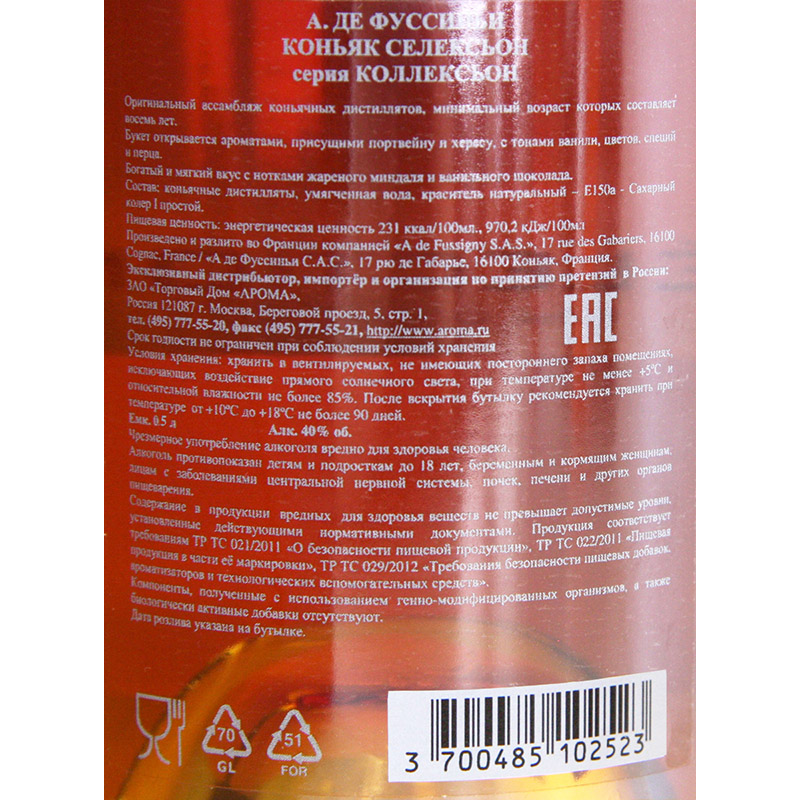 А. ДЕ ФУССИНЬИ
КОНЬЯК СЕЛЕКСЬОН
серия КОЛЛЕКСЬОН
Оригинальный ассамбляж коньячных дистиллятов, минимальный возраст которых составляет
восемь лет.
Букет открывается ароматами, присущими портвейну и хересу, с тонами ванили, цветов, специй
и перца.
Богатый и мягкий вкус с нотками жареного миндаля и ванильного шоколада.
Состав: коньячные дистилляты, умягченная вода, краситель натуральный – Е150а - Сахарный
колер I простой.
Пищевая ценность: энергетическая ценность 231 ккал/100мл., 970,2 кДж/100мл
Произведено и разлито во Франции компанией «A de Fussigny S.A.S.», 17 rue des Gabariers, 16100
Cognac, France / «А де Фуссиньи С.А.С.», 17 рю де Габарье, 16100 Коньяк, Франция.
Эксклюзивный дистрибьютор, импортёр и организация по принятию претензий в России:
ЗАО «Торговый Дом «АРОМА»,
Россия 121087 г. Москва, Береговой проезд, 5, стр. 1,
тел. (495) 777-55-20, факс (495) 777-55-21, http://www.aroma.ru
EAC
Срок годности не ограничен при соблюдении условий хранения
Условия хранения: хранить в вентилируемых, не имеющих постороннего запаха помещениях,
исключающих воздействие прямого солнечного света, при температуре не менее +5°С и
относительной влажности не более 85%. После вскрытия бутылку рекомендуется хранить при
температуре от +10°С до +18°С не более 90 дней.
Емк. 0.5 л Алк. 40% об.
Чрезмерное употребление алкоголя вредно для здоровья человека.
Алкоголь противопоказан детям и подросткам до 18 лет, беременным и кормящим женщинам,
лицам с заболеваниями центральной нервной системы, почек, печени и других органов
пищеварения.
Содержание в продукции вредных для здоровья веществ не превышает допустимые уровни,
установленные действующими нормативными документами. Продукция соответствует
требованиям ТР ТС 021/2011 «О безопасности пищевой продукции», ТР ТС 022/2011 «Пищевая
продукция в части её маркировки», ТР ТС 029/2012 «Требования безопасности пищевых добавок,
ароматизаторов и технологических вспомогательных средств».
Компоненты, полученные с использованием генно-модифицированных организмов, а также
биологически активные добавки отсутствуют.
Дата розлива указана на бутылке.
70
GL
51
FOR
3 700485 102523